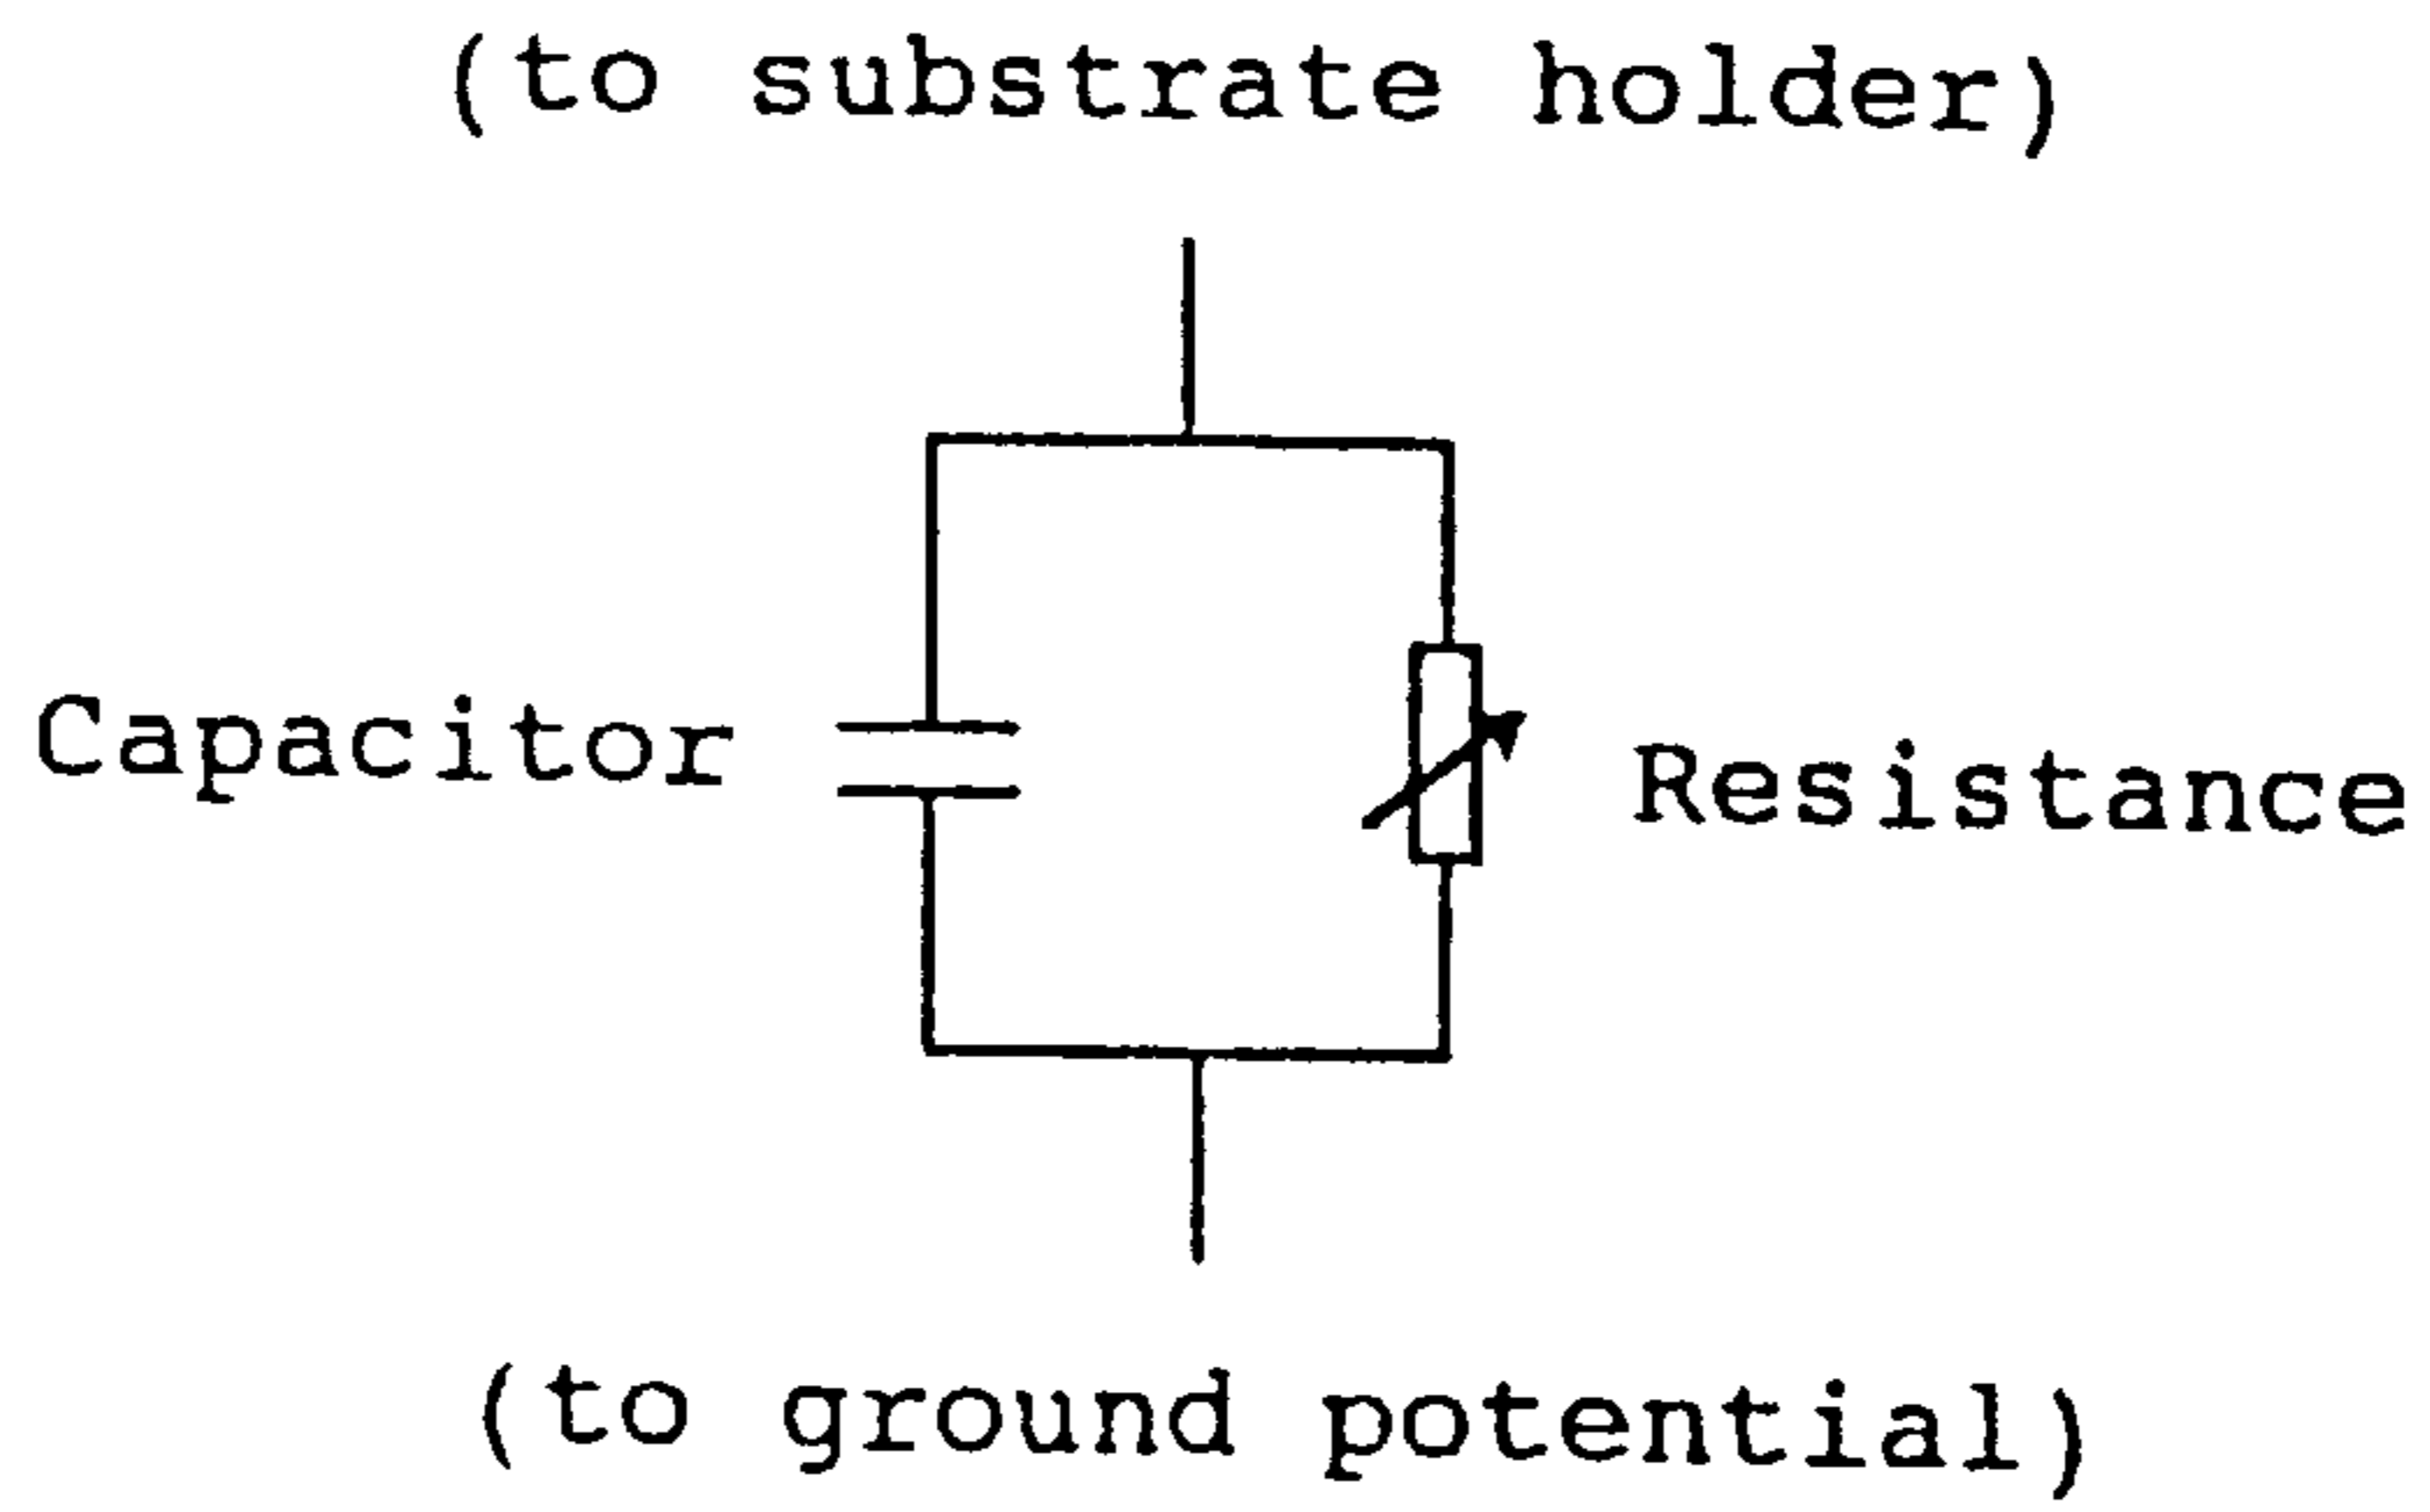 (to substrate holder)
Capacitor
Resistance
(to ground potential)